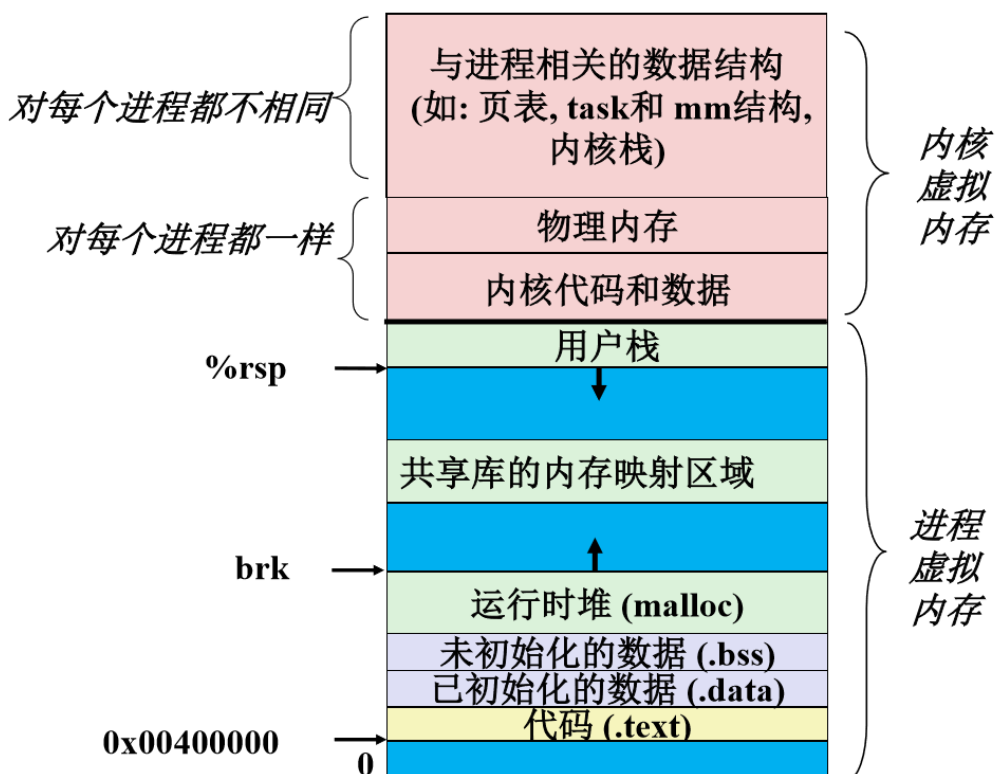 与进程相关的数据结构
(如: 页表, task和 mm结构,
内核栈)
对每个进程都不相同
内核
虚拟
内存
物理内存
对每个进程都一样
内核代码和数据
用户栈
%rsp
共享库的内存映射区域
进程
虚拟
内存
brk
运行时堆 (malloc)
未初始化的数据 (.bss)
已初始化的数据 (.data)
代码 (.text)
0x00400000
0